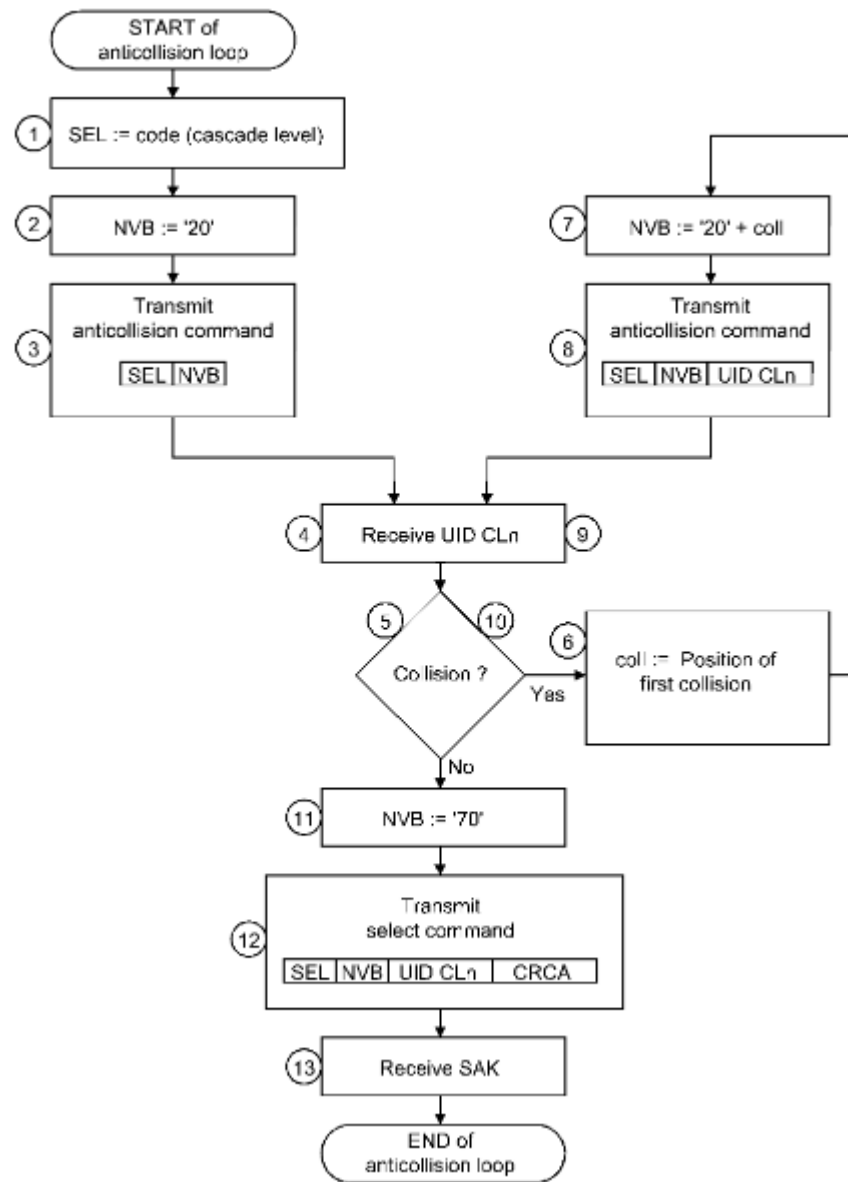 START of
anticollision loop
1
SEL := code (cascade level)
2
NVB := '20'
3
Transmit
anticollision command
SEL NVB
7
NVB := '20' + coll
8
Transmit
anticollision command
SEL NVB UID CLn
4
Receive UID CLn
9
5
10
Collision ?
Yes
6
coll := Position of
first collision
No
11
NVB := '70'
12
Transmit
select command
SEL NVB UID CLn CRCA
13
Receive SAK
END of
anticollision loop